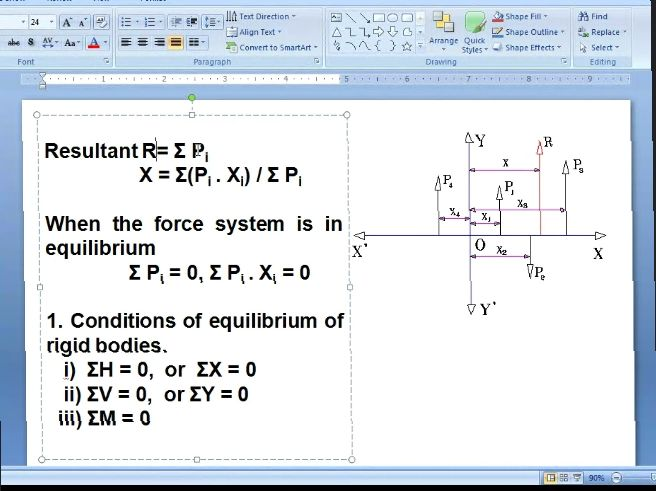 24
Text Direction
Align Text
Convert to SmartArt
Font
Paragraph
Arrange
Quick
Styles
Shape Fill
Shape Outline
Shape Effects
Drawing
Find
Replace
Select
Editing
Resultant R= Σ Pi
X = Σ(Pi . Xi) / Σ Pi
When the force system is in
equilibrium
Σ Pi = 0, Σ Pi . Xi = 0
1. Conditions of equilibrium of
rigid bodies.
i) ΣH = 0, or ΣX = 0
ii) ΣV = 0, or ΣY = 0
iii) ΣM = 0
Y
R
X
P3
P4
P1
X3
X4
X1
X'
O
X2
X
P2
Y'
90%